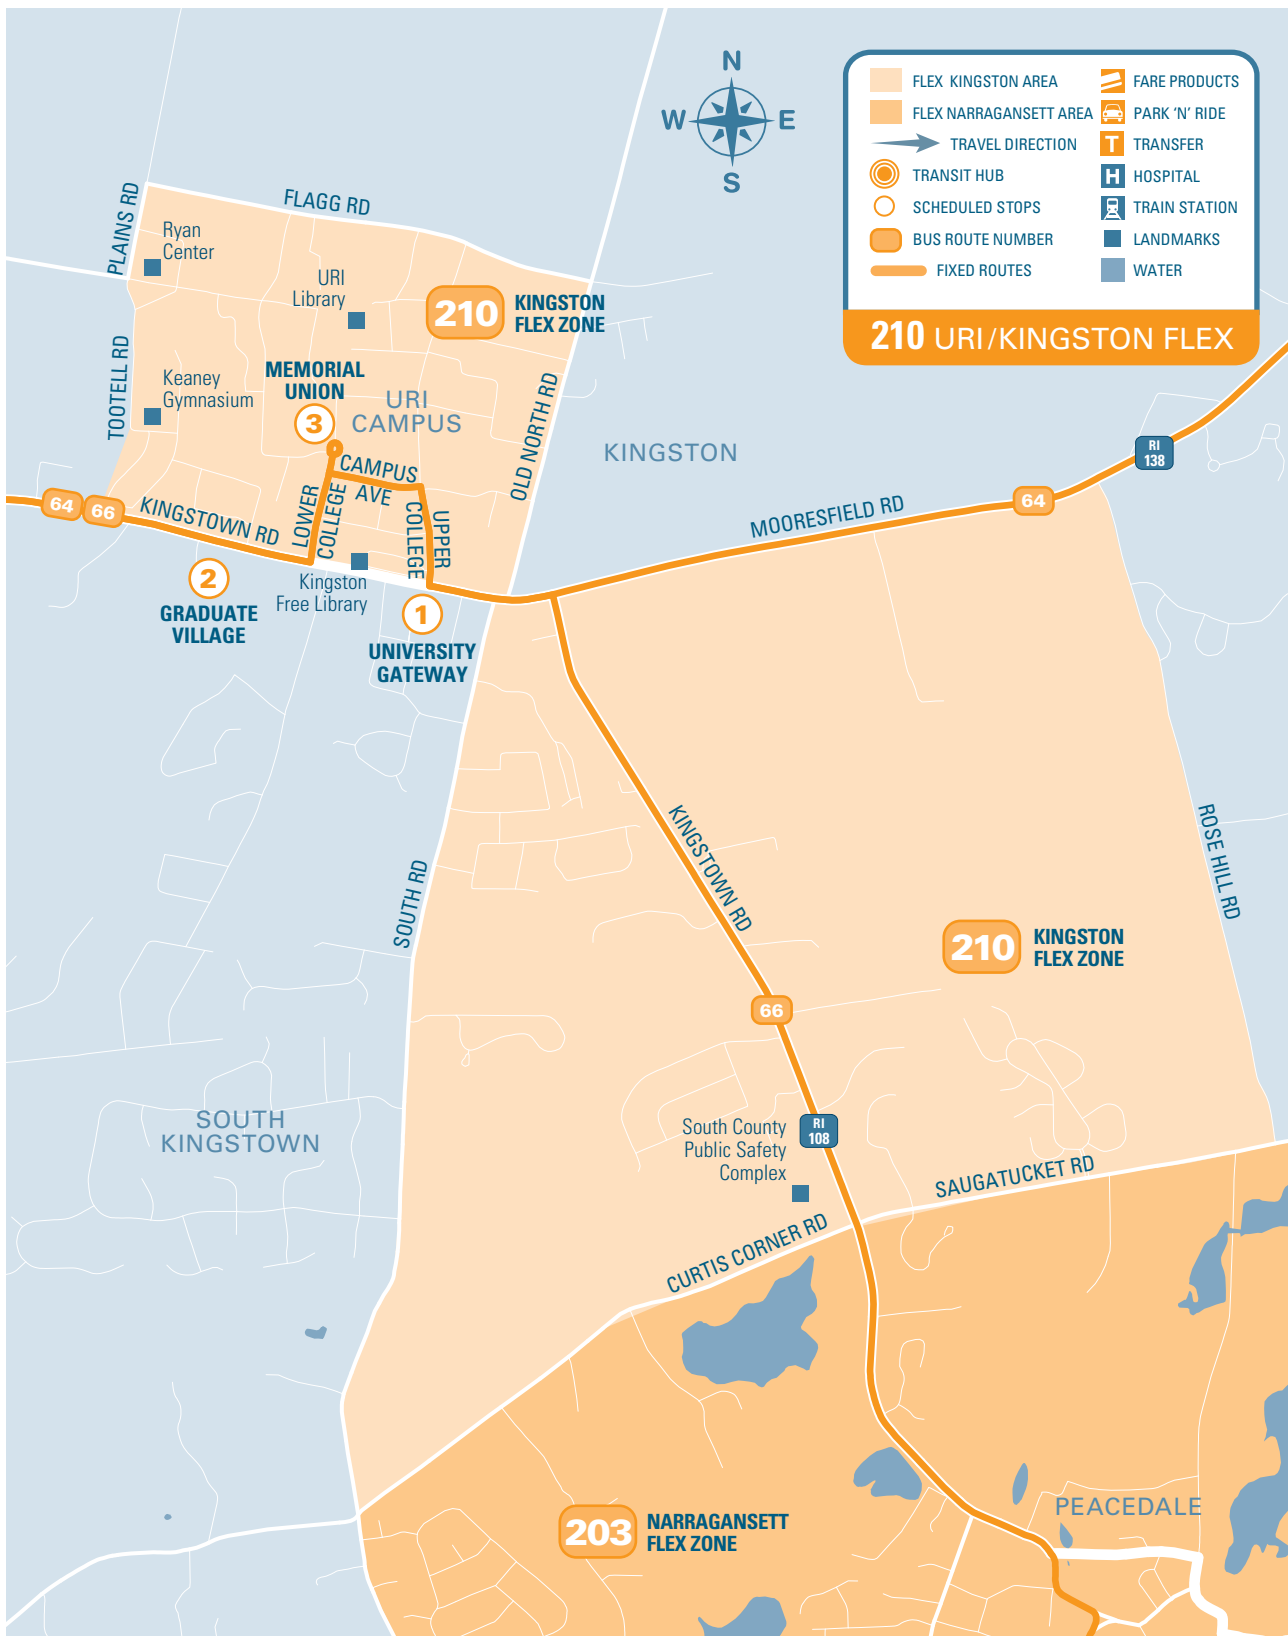 N
W E
S
FLEX KINGSTON AREA
FLEX NARRAGANSETT AREA
TRAVEL DIRECTION
TRANSIT HUB
SCHEDULED STOPS
BUS ROUTE NUMBER
FIXED ROUTES
FARE PRODUCTS
PARK ‘N’ RIDE
T TRANSFER
H HOSPITAL
TRAIN STATION
LANDMARKS
WATER
210 URI/KINGSTON FLEX
PLAINS RD
FLAGG RD
Ryan
Center
URI
Library
210 KINGSTON
FLEX ZONE
TOOTELL RD
Keaney
Gymnasium
MEMORIAL
UNION
3
URI
CAMPUS
OLD NORTH RD
KINGSTON
RI
138
CAMPUS
AVE
64
66
KINGSTOWN RD
LOWER
COLLEGE
UPPER
COLLEGE
MOORESFIELD RD
64
2
GRADUATE
VILLAGE
Kingston
Free Library
1
UNIVERSITY
GATEWAY
KINGSTOWN RD
ROSE HILL RD
SOUTH RD
210 KINGSTON
FLEX ZONE
66
SOUTH
KINGSTOWN
South County
Public Safety
Complex
RI
108
SAUGATUCKET RD
CURTIS CORNER RD
203 NARRAGANSETT
FLEX ZONE
PEACEDALE